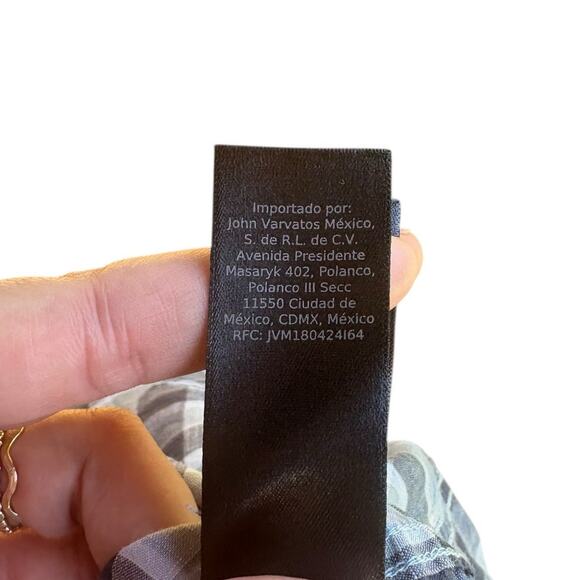 Importado por:
John Varvatos México,
S. de R.L. de C.V.
Avenida Presidente
Masaryk 402, Polanco,
Polanco III Secc
11550 Ciudad de
México, CDMX, México
RFC: JVM180424I64